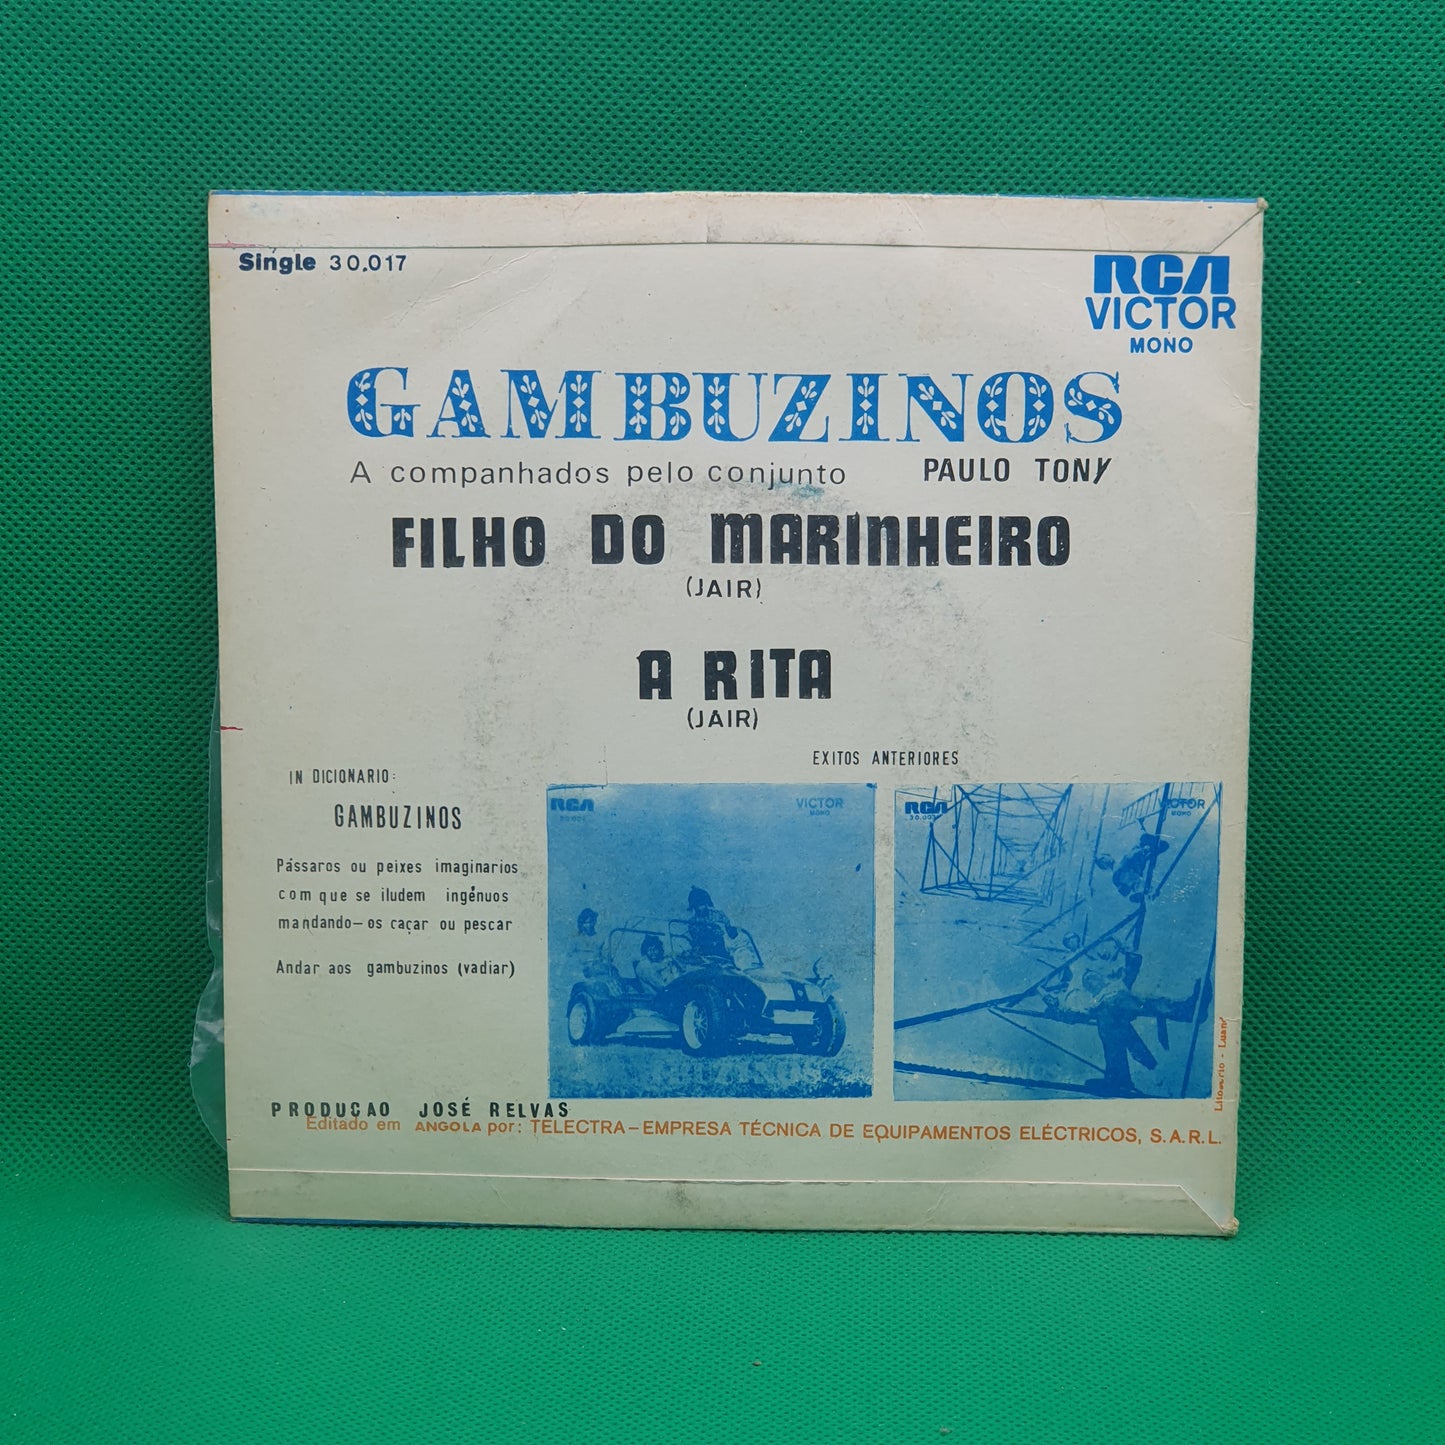 Single 30.017
RCA
VICTOR
MONO
GAMBUZINOS
A companhados pelo conjunto PAULO TONY
FILHO DO MARINHEIRO
(JAIR)
A RITA
(JAIR)
EXITOS ANTERIORES
IN DICIONARIO:
GAMBUZINOS
Pássaros ou peixes imaginarios
com que se iludem ingénuos
mandando-os caçar ou pescar
Andar aos gambuzinos (vadiar)
RCA VICTOR
MONO
RCA VICTOR
MONO
PRODUÇAO JOSÉ RELVAS
Editado em ANGOLA por: TELECTRA-EMPRESA TÉCNICA DE EQUIPAMENTOS ELÉCTRICOS, S.A.R.L.